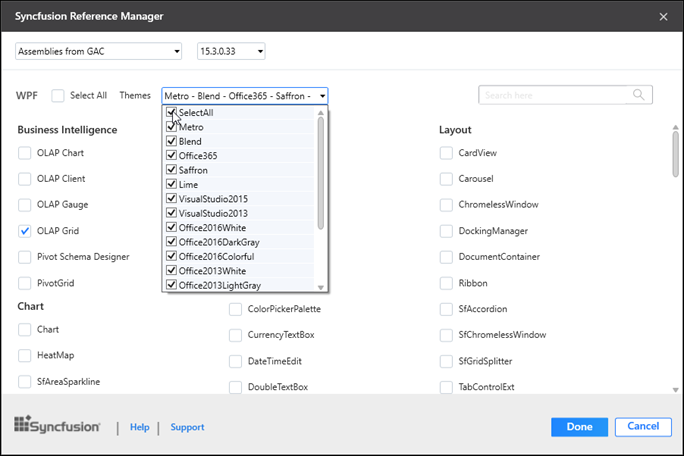 Syncfusion Reference Manager
Assemblies from GAC
15.3.0.33
WPF
Select All
Themes
Metro - Blend - Office365 - Saffron -
Search here
SelectAll
Metro
Blend
Office365
Saffron
Lime
VisualStudio2015
VisualStudio2013
Office2016White
Office2016DarkGray
Office2016Colorful
Office2013White
Office2013LightGray
Business Intelligence
OLAP Chart
OLAP Client
OLAP Gauge
OLAP Grid
Pivot Schema Designer
PivotGrid
Chart
Chart
HeatMap
SfAreaSparkline
ColorPickerPalette
CurrencyTextBox
DateTimeEdit
DoubleTextBox
Layout
CardView
Carousel
ChromelessWindow
DockingManager
DocumentContainer
Ribbon
SfAccordion
SfChromelessWindow
SfGridSplitter
TabControlExt
Syncfusion
Help
Support
Done
Cancel